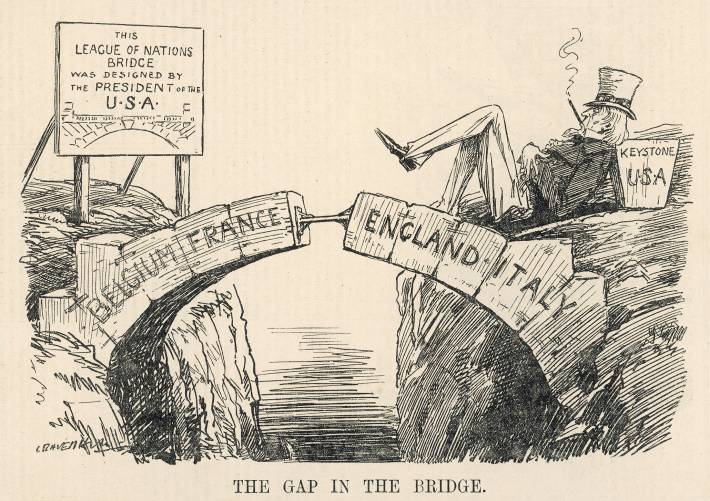 THIS
LEAGUE OF NATIONS
BRIDGE
WAS DESIGNED BY
THE PRESIDENT OF THE
U·S·A·
KEYSTONE
USA
BELGIUM FRANCE
ENGLAND·ITALY
THE GAP IN THE BRIDGE.